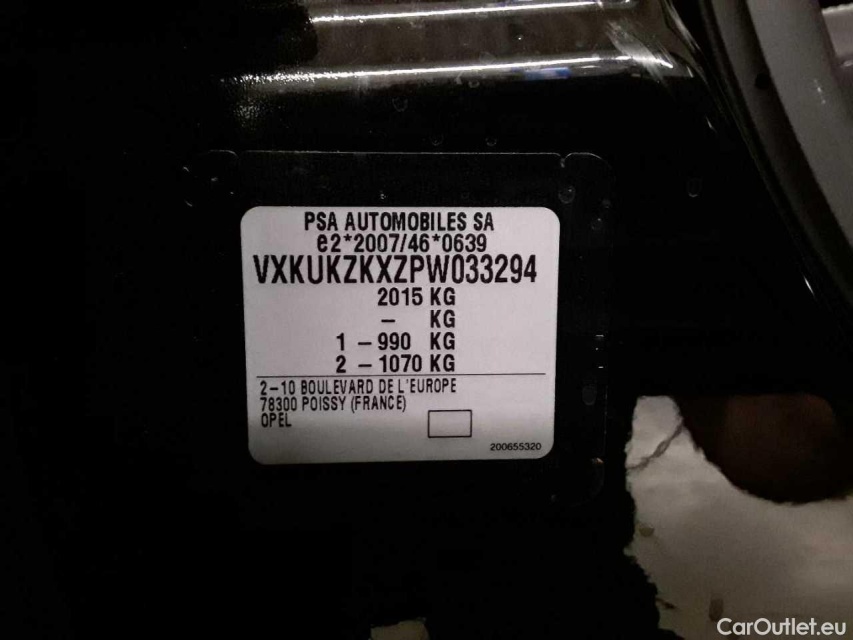 PSA AUTOMOBILES SA
e2*2007/46*0639
VXKUKZKXZPW033294
2015 KG
– KG
1 – 990 KG
2 – 1070 KG
2-10 BOULEVARD DE L'EUROPE
78300 POISSY (FRANCE)
OPEL
200655320
CarOutlet.eu